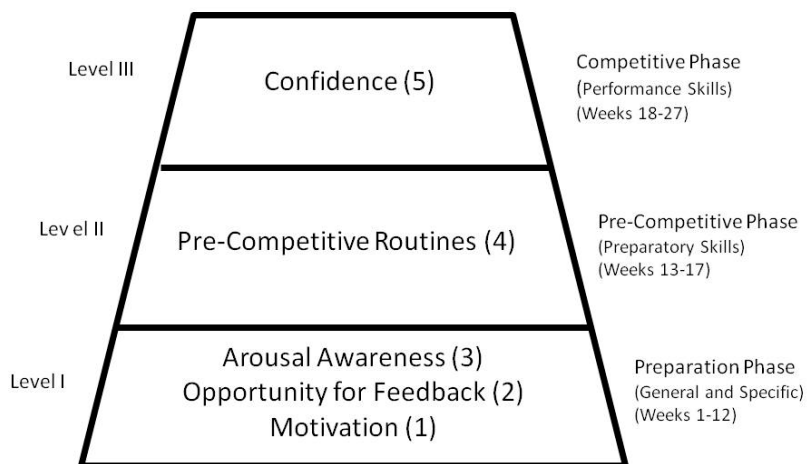 Level III
Confidence (5)
Competitive Phase
(Performance Skills)
(Weeks 18-27)
Level II
Pre-Competitive Routines (4)
Pre-Competitive Phase
(Preparatory Skills)
(Weeks 13-17)
Level I
Arousal Awareness (3)
Opportunity for Feedback (2)
Motivation (1)
Preparation Phase
(General and Specific)
(Weeks 1-12)